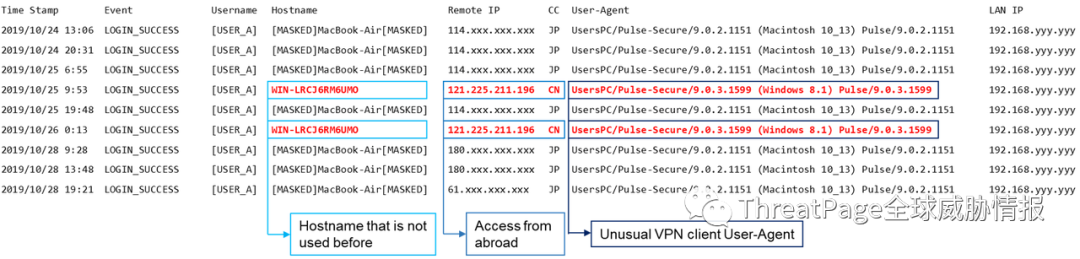 Time Stamp Event Username Hostname Remote IP CC User-Agent LAN IP
2019/10/24 13:06 LOGIN_SUCCESS [USER_A] [MASKED]MacBook-Air[MASKED] 114.xxx.xxx.xxx JP UsersPC/Pulse-Secure/9.0.2.1151 (Macintosh 10_13) Pulse/9.0.2.1151 192.168.yyy.yyy
2019/10/24 20:31 LOGIN_SUCCESS [USER_A] [MASKED]MacBook-Air[MASKED] 114.xxx.xxx.xxx JP UsersPC/Pulse-Secure/9.0.2.1151 (Macintosh 10_13) Pulse/9.0.2.1151 192.168.yyy.yyy
2019/10/25 6:55 LOGIN_SUCCESS [USER_A] [MASKED]MacBook-Air[MASKED] 114.xxx.xxx.xxx JP UsersPC/Pulse-Secure/9.0.2.1151 (Macintosh 10_13) Pulse/9.0.2.1151 192.168.yyy.yyy
2019/10/25 9:53 LOGIN_SUCCESS [USER_A] WIN-LRCJ6RM6UMO 121.225.211.196 CN UsersPC/Pulse-Secure/9.0.3.1599 (Windows 8.1) Pulse/9.0.3.1599 192.168.yyy.yyy
2019/10/25 19:48 LOGIN_SUCCESS [USER_A] [MASKED]MacBook-Air[MASKED] 114.xxx.xxx.xxx JP UsersPC/Pulse-Secure/9.0.2.1151 (Macintosh 10_13) Pulse/9.0.2.1151 192.168.yyy.yyy
2019/10/26 0:13 LOGIN_SUCCESS [USER_A] WIN-LRCJ6RM6UMO 121.225.211.196 CN UsersPC/Pulse-Secure/9.0.3.1599 (Windows 8.1) Pulse/9.0.3.1599 192.168.yyy.yyy
2019/10/28 9:28 LOGIN_SUCCESS [USER_A] [MASKED]MacBook-Air[MASKED] 180.xxx.xxx.xxx JP UsersPC/Pulse-Secure/9.0.2.1151 (Macintosh 10_13) Pulse/9.0.2.1151 192.168.yyy.yyy
2019/10/28 13:48 LOGIN_SUCCESS [USER_A] [MASKED]MacBook-Air[MASKED] 180.xxx.xxx.xxx JP UsersPC/Pulse-Secure/9.0.2.1151 (Macintosh 10_13) Pulse/9.0.2.1151 192.168.yyy.yyy
2019/10/28 19:21 LOGIN_SUCCESS [USER_A] [MASKED]MacBook-Air[MASKED] 61.xxx.xxx.xxx JP UsersPC/Pulse-Secure/9.0.2.1151 (Macintosh 10_13) Pulse/9.0.2.1151 192.168.yyy.yyy
ThreatPage全球威胁情报
Hostname that is not
used before
Access from
abroad
Unusual VPN client User-Agent